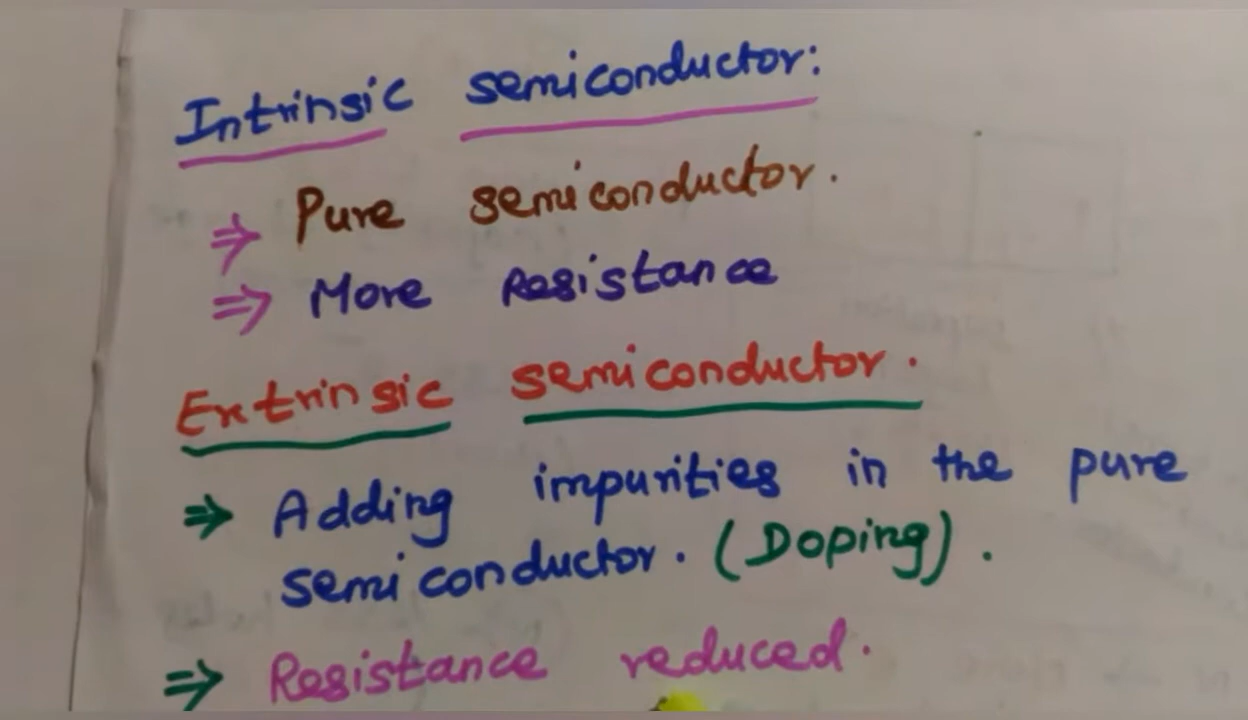 Intrinsic semiconductor:
⇒ Pure semiconductor.
⇒ More Resistance
Extrinsic semiconductor.
⇒ Adding impurities in the pure
semiconductor. (Doping).
⇒ Resistance reduced.